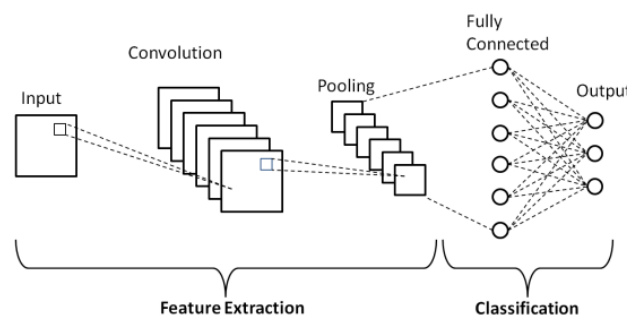 Fully
Connected
Convolution
Pooling
Output
Input
Feature Extraction
Classification